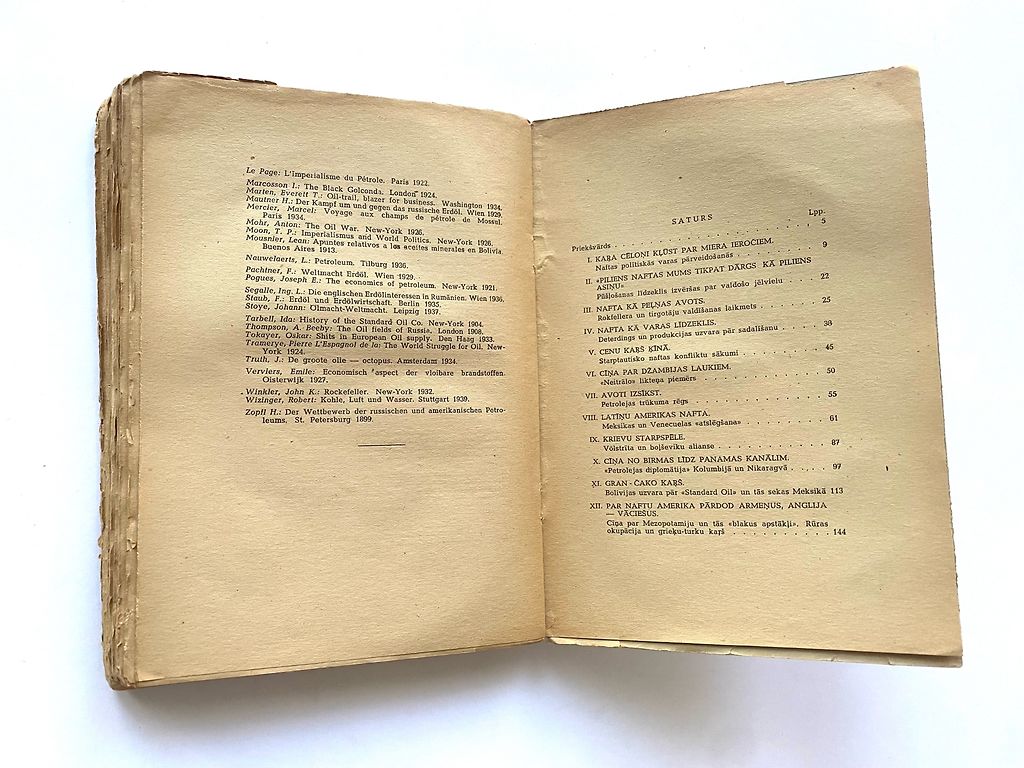 Le Page: L'Imperialisme du Pétrole. Paris 1922.
Marcosson I.: The Black Golconda. London 1924.
Marten, Everett T.: Oil-trail, blazer for business. Washington 1934.
Mautner H.: Der Kampf um und gegen das russische Erdöl. Wien 1929.
Mercier, Marcel: Voyage aux champs de pétrole de Mossul.
Paris 1934.
Mohr, Anton: The Oil War. New-York 1926.
Moon, T. P.: Imperialismus and World Politics. New-York 1926.
Mousnier, Lean: Apuntes relativos a los aceites minerales en Bolivia.
Buenos Aires 1913.
Nauwelaerts, L.: Petroleum. Tilburg 1936.
Pachtner, F.: Weltmacht Erdöl. Wien 1929.
Pogues, Joseph E.: The economics of petroleum. New-York 1921.
Segalle, Ing. L.: Die englischen Erdölinteressen in Rumänien. Wien 1936.
Staub, F.: Erdöl und Erdölwirtschaft. Berlin 1935.
Stoye, Johann: Ölmacht-Weltmacht. Leipzig 1937.
Tarbell, Ida: History of the Standard Oil Co. New-York 1904.
Thompson, A. Beeby: The Oil fields of Russia. London 1908.
Tokayer, Oskar: Shits in European Oil supply. Den Haag 1933.
Tramerye, Pierre L'Espagnol de la: The World Struggle for Oil. New-
York 1924.
Truth, J.: De groote olle — octopus. Amsterdam 1934.
Verviers, Emile: Economisch aspect der vloibare brandstoffen.
Oisterwijk 1927.
Winkler, John K.: Rockefeller. New-York 1932.
Wizinger, Robert: Kohle, Luft und Wasser. Stuttgart 1939.
Zopfl H.: Der Wettbewerb der russischen und amerikanischen Petro-
leums. St. Petersburg 1899.
SATURS
Lpp.
Priekšvārds . . . . . . . . . . . . . . . 5
I. KAŖA CĒLOŅI KĻŪST PAR MIERA IEROČIEM.
Naftas politiskās varas pārveidošanās . . . . . . . 9
II. «PILIENS NAFTAS MUMS TIKPAT DĀRGS KĀ PILIENS
ASIŅU»
Pūļošanas līdzeklis izvēršas par valdošo jēlvielu . . . . 22
III. NAFTA KĀ PEĻŅAS AVOTS.
Rokfellera un tirgotāju valdīšanas laikmets . . . . . 25
IV. NAFTA KĀ VARAS LĪDZEKLIS.
Deterdings un produkcijas uzvara pār sadalīšanu . . . . 38
V. CENU KAŖŠ ĶĪNĀ.
Starptautisko naftas konfliktu sākumi . . . . . . . 45
VI. CĪŅA PAR DŽAMBIJAS LAUKIEM.
«Neitrālo» likteņa piemērs . . . . . . . . . . 50
VII. AVOTI IZSĪKST.
Petrolejas trūkuma rēgs . . . . . . . . . . . 55
VIII. LATĪŅU AMERIKAS NAFTA.
Meksikas un Venecuēlas «atslēgšana» . . . . . . . 61
IX. KRIEVU STARPSPĒLE.
Volstrīta un boļševiku alianse . . . . . . . . . 87
X. CĪŅA NO BIRMAS LĪDZ PANAMAS KANĀLIM.
«Petrolejas diplomātija» Kolumbijā un Nikaragvā . . . . 97
XI. GRAN-ČAKO KAŖŠ.
Bolivijas uzvara pār «Standard Oil» un tās sekas Meksikā 113
XII. PAR NAFTU AMERIKA PĀRDOD ARMEŅUS, ANGLIJA
— VĀCIEŠUS.
Cīņa par Mezopotamiju un tās «blakus apstākļi». Rūras
okupācija un grieķu-turku kaŗš . . . . . . . . . . 144